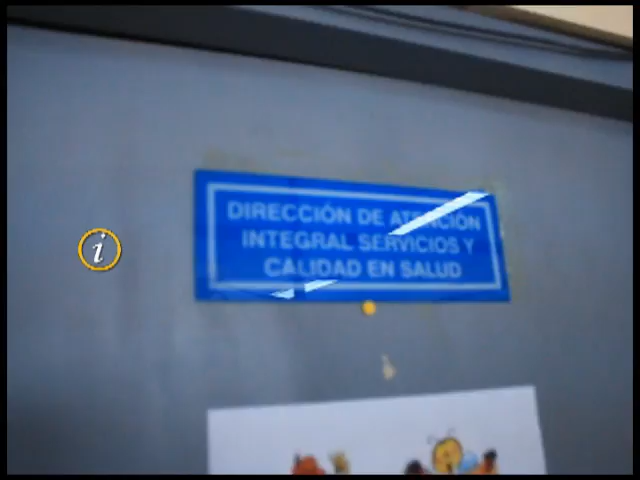 DIRECCIÓN DE ATENCIÓN
INTEGRAL SERVICIOS Y
CALIDAD EN SALUD
i